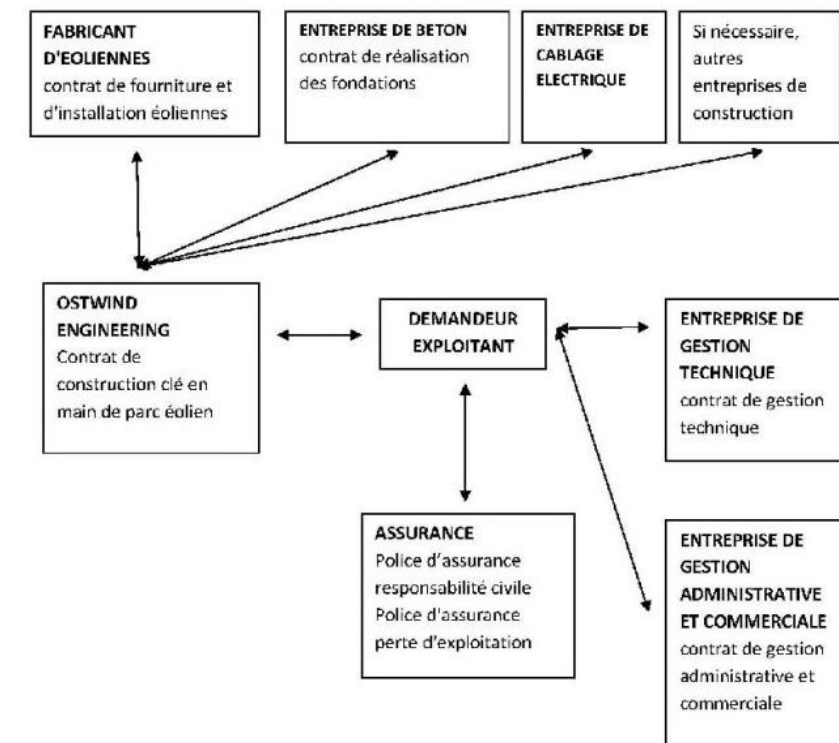 FABRICANT
D'EOLIENNES
contrat de fourniture et
d'installation éoliennes
ENTREPRISE DE BETON
contrat de réalisation
des fondations
ENTREPRISE DE
CABLAGE
ELECTRIQUE
Si nécessaire,
autres
entreprises de
construction
OSTWIND
ENGINEERING
Contrat de
construction clé en
main de parc éolien
DEMANDEUR
EXPLOITANT
ENTREPRISE DE
GESTION
TECHNIQUE
contrat de gestion
technique
ASSURANCE
Police d'assurance
responsabilité civile
Police d'assurance
perte d'exploitation
ENTREPRISE DE
GESTION
ADMINISTRATIVE
ET COMMERCIALE
contrat de gestion
administrative et
commerciale